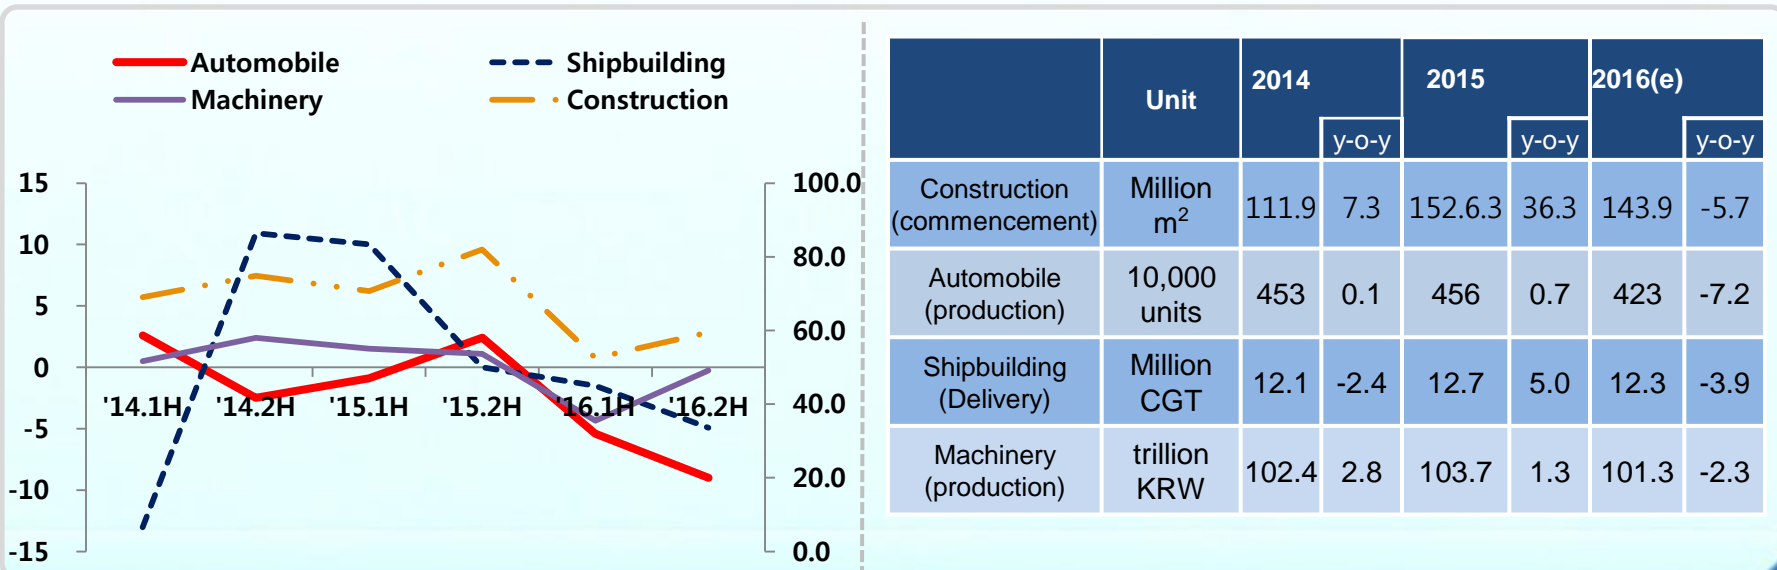 Automobile Shipbuilding
Machinery Construction
15 100.0
10 80.0
5 60.0
0
'14.1H '14.2H '15.1H '15.2H '16.1H '16.2H
40.0
-5
-10 20.0
-15 0.0
Unit 2014 2015 2016(e)
y-o-y y-o-y y-o-y
Construction
(commencement)
Million
m²
111.9 7.3 152.6.3 36.3 143.9 -5.7
Automobile
(production)
10,000
units
453 0.1 456 0.7 423 -7.2
Shipbuilding
(Delivery)
Million
CGT
12.1 -2.4 12.7 5.0 12.3 -3.9
Machinery
(production)
trillion
KRW
102.4 2.8 103.7 1.3 101.3 -2.3